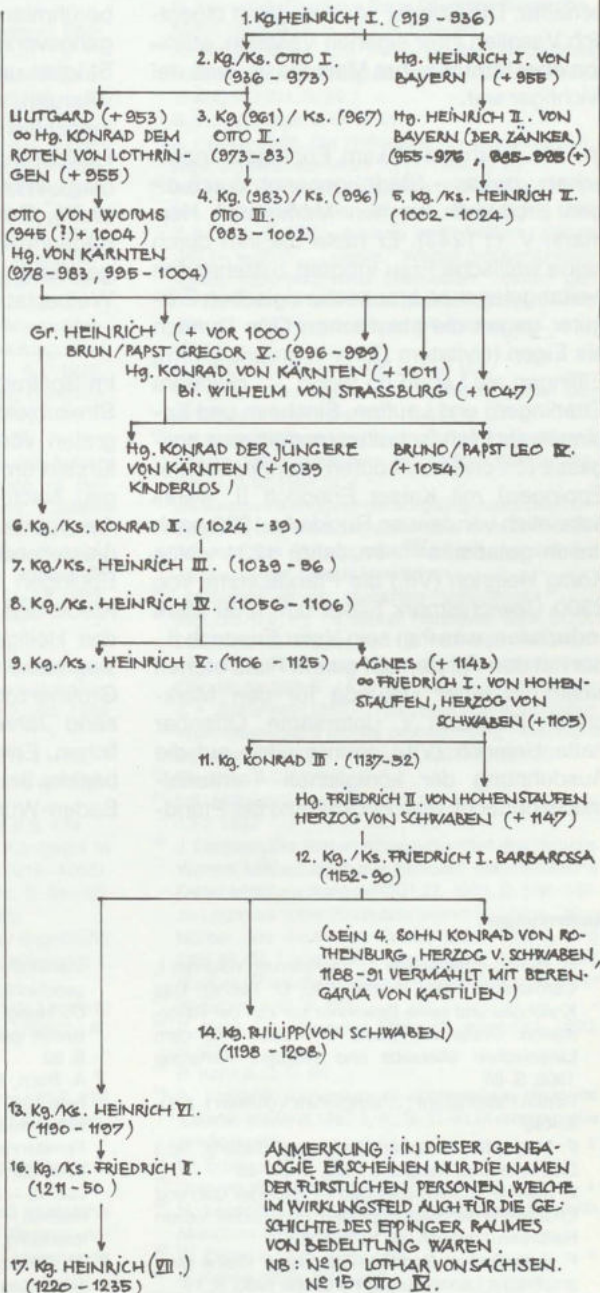 1. Kg HEINRICH I. (919 - 936)
2. Kg./Ks. OTTO I.
(936 - 973)
Hg. HEINRICH I. VON
BAYERN (+ 955)
LIUTGARD (+ 953)
∞ Hg. KONRAD DEM
ROTEN VON LOTHRIN-
GEN (+ 955)
3. Kg (961) / Ks. (967)
OTTO II.
(973 - 83)
Hg. HEINRICH II. VON
BAYERN (DER ZÄNKER)
(955 - 976, 985 - 995 (+)
OTTO VON WORMS
(945 (?) + 1004)
Hg. VON KÄRNTEN
(978 - 983, 995 - 1004)
4. Kg. (983) / Ks. (996)
OTTO III.
(983 - 1002)
5. Kg./Ks. HEINRICH II.
(1002 - 1024)
Gr. HEINRICH (+ VOR 1000)
BRUN/PAPST GREGOR V. (996 - 999)
Hg. KONRAD VON KÄRNTEN (+ 1011)
Bi. WILHELM VON STRASSBURG (+ 1047)
Hg. KONRAD DER JÜNGERE
VON KÄRNTEN (+ 1039
KINDERLOS!
BRUNO/PAPST LEO IX.
(+ 1054)
6. Kg./Ks. KONRAD II. (1024 - 39)
7. Kg/Ks. HEINRICH III. (1039 - 56)
8. Kg./Ks. HEINRICH IV. (1056 - 1106)
9. Kg./Ks. HEINRICH V. (1106 - 1125)
AGNES (+ 1143)
∞ FRIEDRICH I. VON HOHEN-
STAUFEN, HERZOG VON
SCHWABEN (+ 1105)
11. Kg. KONRAD III. (1137 - 52)
Hg. FRIEDRICH II. VON HOHENSTAUFEN
HERZOG VON SCHWABEN (+ 1147)
12. Kg./Ks. FRIEDRICH I. BARBAROSSA
(1152 - 90)
(SEIN 4. SOHN KONRAD VON RO-
THENBURG, HERZOG V. SCHWABEN,
1188 - 91 VERMÄHLT MIT BEREN-
GARIA VON KASTILIEN)
14. Kg. PHILIPP (VON SCHWABEN)
(1198 - 1208)
13. Kg./Ks. HEINRICH VI.
(1190 - 1197)
16. Kg./Ks. FRIEDRICH II.
(1211 - 50)
17. Kg. HEINRICH (VII.)
(1220 - 1235)
ANMERKUNG: IN DIESER GENEA-
LOGIE ERSCHEINEN NUR DIE NAMEN
DER FÜRSTLICHEN PERSONEN, WELCHE
IM WIRKUNGSFELD AUCH FÜR DIE GE-
SCHICHTE DES EPPINGER RAUMES
VON BEDEUTUNG WAREN.
NB: Nº 10 LOTHAR VON SACHSEN.
Nº 15 OTTO IV.